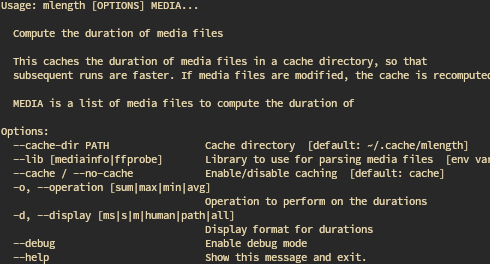 Usage: mlength [OPTIONS] MEDIA...
Compute the duration of media files
This caches the duration of media files in a cache directory, so that
subsequent runs are faster. If media files are modified, the cache is recomputed
MEDIA is a list of media files to compute the duration of
Options:
--cache-dir PATH Cache directory [default: ~/.cache/mlength]
--lib [mediainfo|ffprobe] Library to use for parsing media files [env var
--cache / --no-cache Enable/disable caching [default: cache]
-o, --operation [sum|max|min|avg]
Operation to perform on the durations
-d, --display [ms|s|m|human|path|all]
Display format for durations
--debug Enable debug mode
--help Show this message and exit.